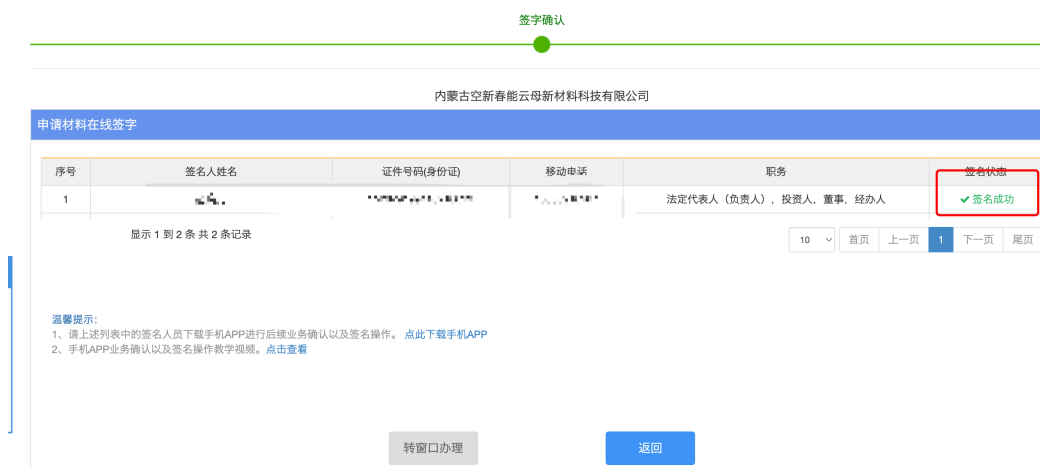 签字确认
内蒙古空新春能云母新材料科技有限公司
申请材料在线签字
序号 签名人姓名 证件号码(身份证) 移动电话 职务 签名状态
1 法定代表人（负责人），投资人，董事，经办人 签名成功
显示 1 到 2 条 共 2 条记录 10 首页 上一页 1 下一页 尾页
温馨提示：
1、请上述列表中的签名人员下载手机APP进行后续业务确认以及签名操作。 点此下载手机APP
2、手机APP业务确认以及签名操作教学视频。点击查看
转窗口办理 返回